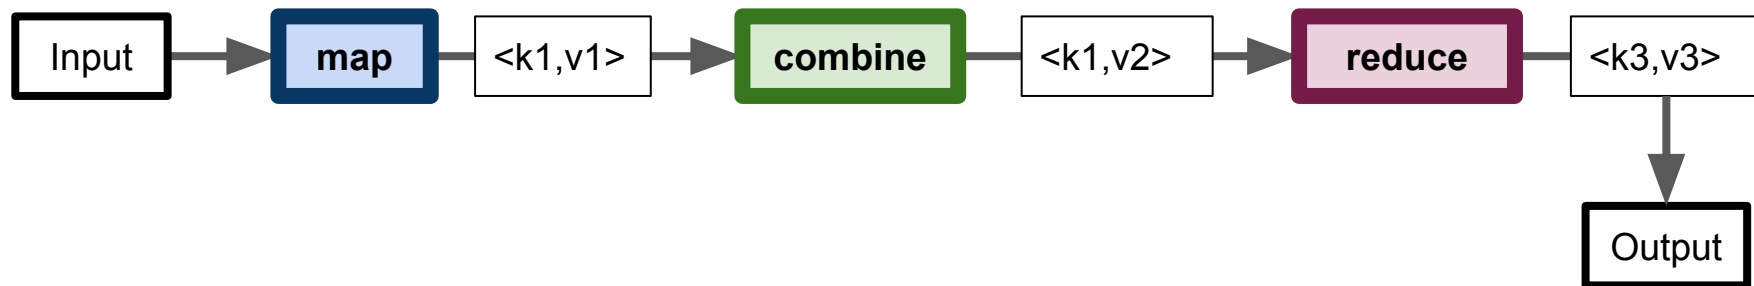 Input
map
<k1,v1>
combine
<k1,v2>
reduce
<k3,v3>
Output